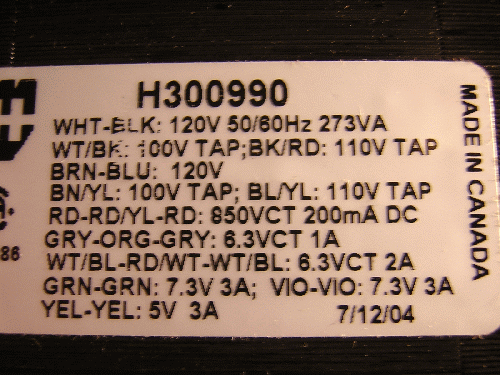 H300990
WHT-BLK: 120V 50/60Hz 273VA
WT/BK: 100V TAP;BK/RD: 110V TAP
BRN-BLU: 120V
BN/YL: 100V TAP; BL/YL: 110V TAP
RD-RD/YL-RD: 850VCT 200mA DC
GRY-ORG-GRY: 6.3VCT 1A
WT/BL-RD/WT-WT/BL: 6.3VCT 2A
GRN-GRN: 7.3V 3A; VIO-VIO: 7.3V 3A
YEL-YEL: 5V 3A 7/12/04
MADE IN CANADA
86